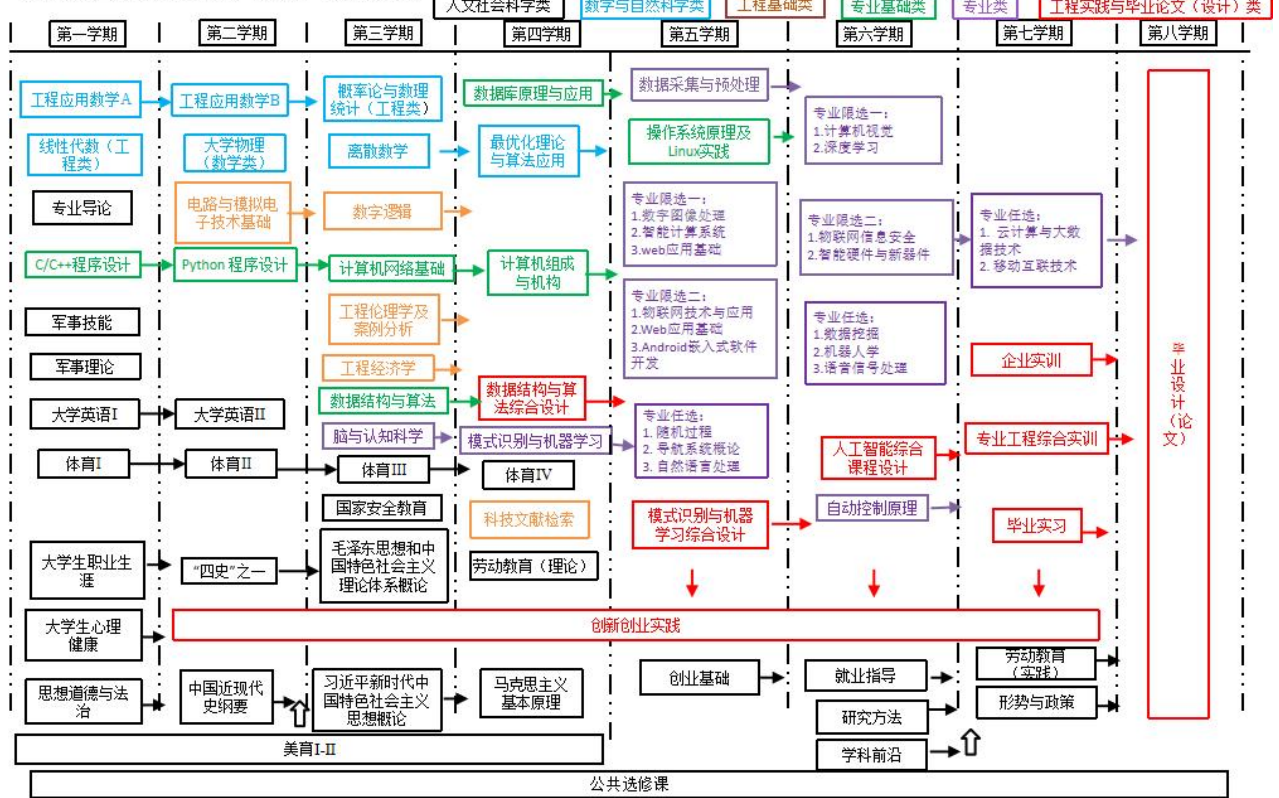 人文社会科学类
数学与自然科学类
工程基础类
专业基础类
专业类
工程实践与毕业论文（设计）类
第一学期
第二学期
第三学期
第四学期
第五学期
第六学期
第七学期
第八学期
工程应用数学A
线性代数（工
程类）
专业导论
C/C++程序设计
军事技能
军事理论
大学英语I
体育I
大学生职业生
涯
大学生心理
健康
思想道德与法
治
工程应用数学B
大学物理
（数学类）
电路与模拟电
子技术基础
Python 程序设计
大学英语II
体育II
“四史”之一
中国近现代
史纲要
概率论与数理
统计（工程类）
离散数学
数字逻辑
计算机网络基础
工程伦理学及
案例分析
工程经济学
数据结构与算法
脑与认知科学
体育III
国家安全教育
毛泽东思想和中
国特色社会主义
理论体系概论
习近平新时代中
国特色社会主义
思想概论
数据库原理与应用
最优化理论
与算法应用
计算机组成
与机构
数据结构与算
法综合设计
模式识别与机器学习
体育IV
科技文献检索
劳动教育（理论）
马克思主义
基本原理
数据采集与预处理
操作系统原理及
Linux实践
专业限选一：
1.数字图像处理
2.智能计算系统
3.web应用基础
专业限选二：
1.物联网技术与应用
2.Web应用基础
3.Android嵌入式软件
开发
专业任选：
1. 随机过程
2. 导航系统概论
3. 自然语言处理
模式识别与机器
学习综合设计
创业基础
专业限选一：
1.计算机视觉
2.深度学习
专业限选二：
1.物联网信息安全
2.智能硬件与新器件
专业任选：
1.数据挖掘
2.机器人学
3.语音信号处理
人工智能综合
课程设计
自动控制原理
就业指导
研究方法
学科前沿
专业任选：
1. 云计算与大数
据技术
2. 移动互联技术
企业实训
专业工程综合实训
毕业实习
劳动教育
（实践）
形势与政策
毕业设计（论文）
创新创业实践
美育I-II
公共选修课